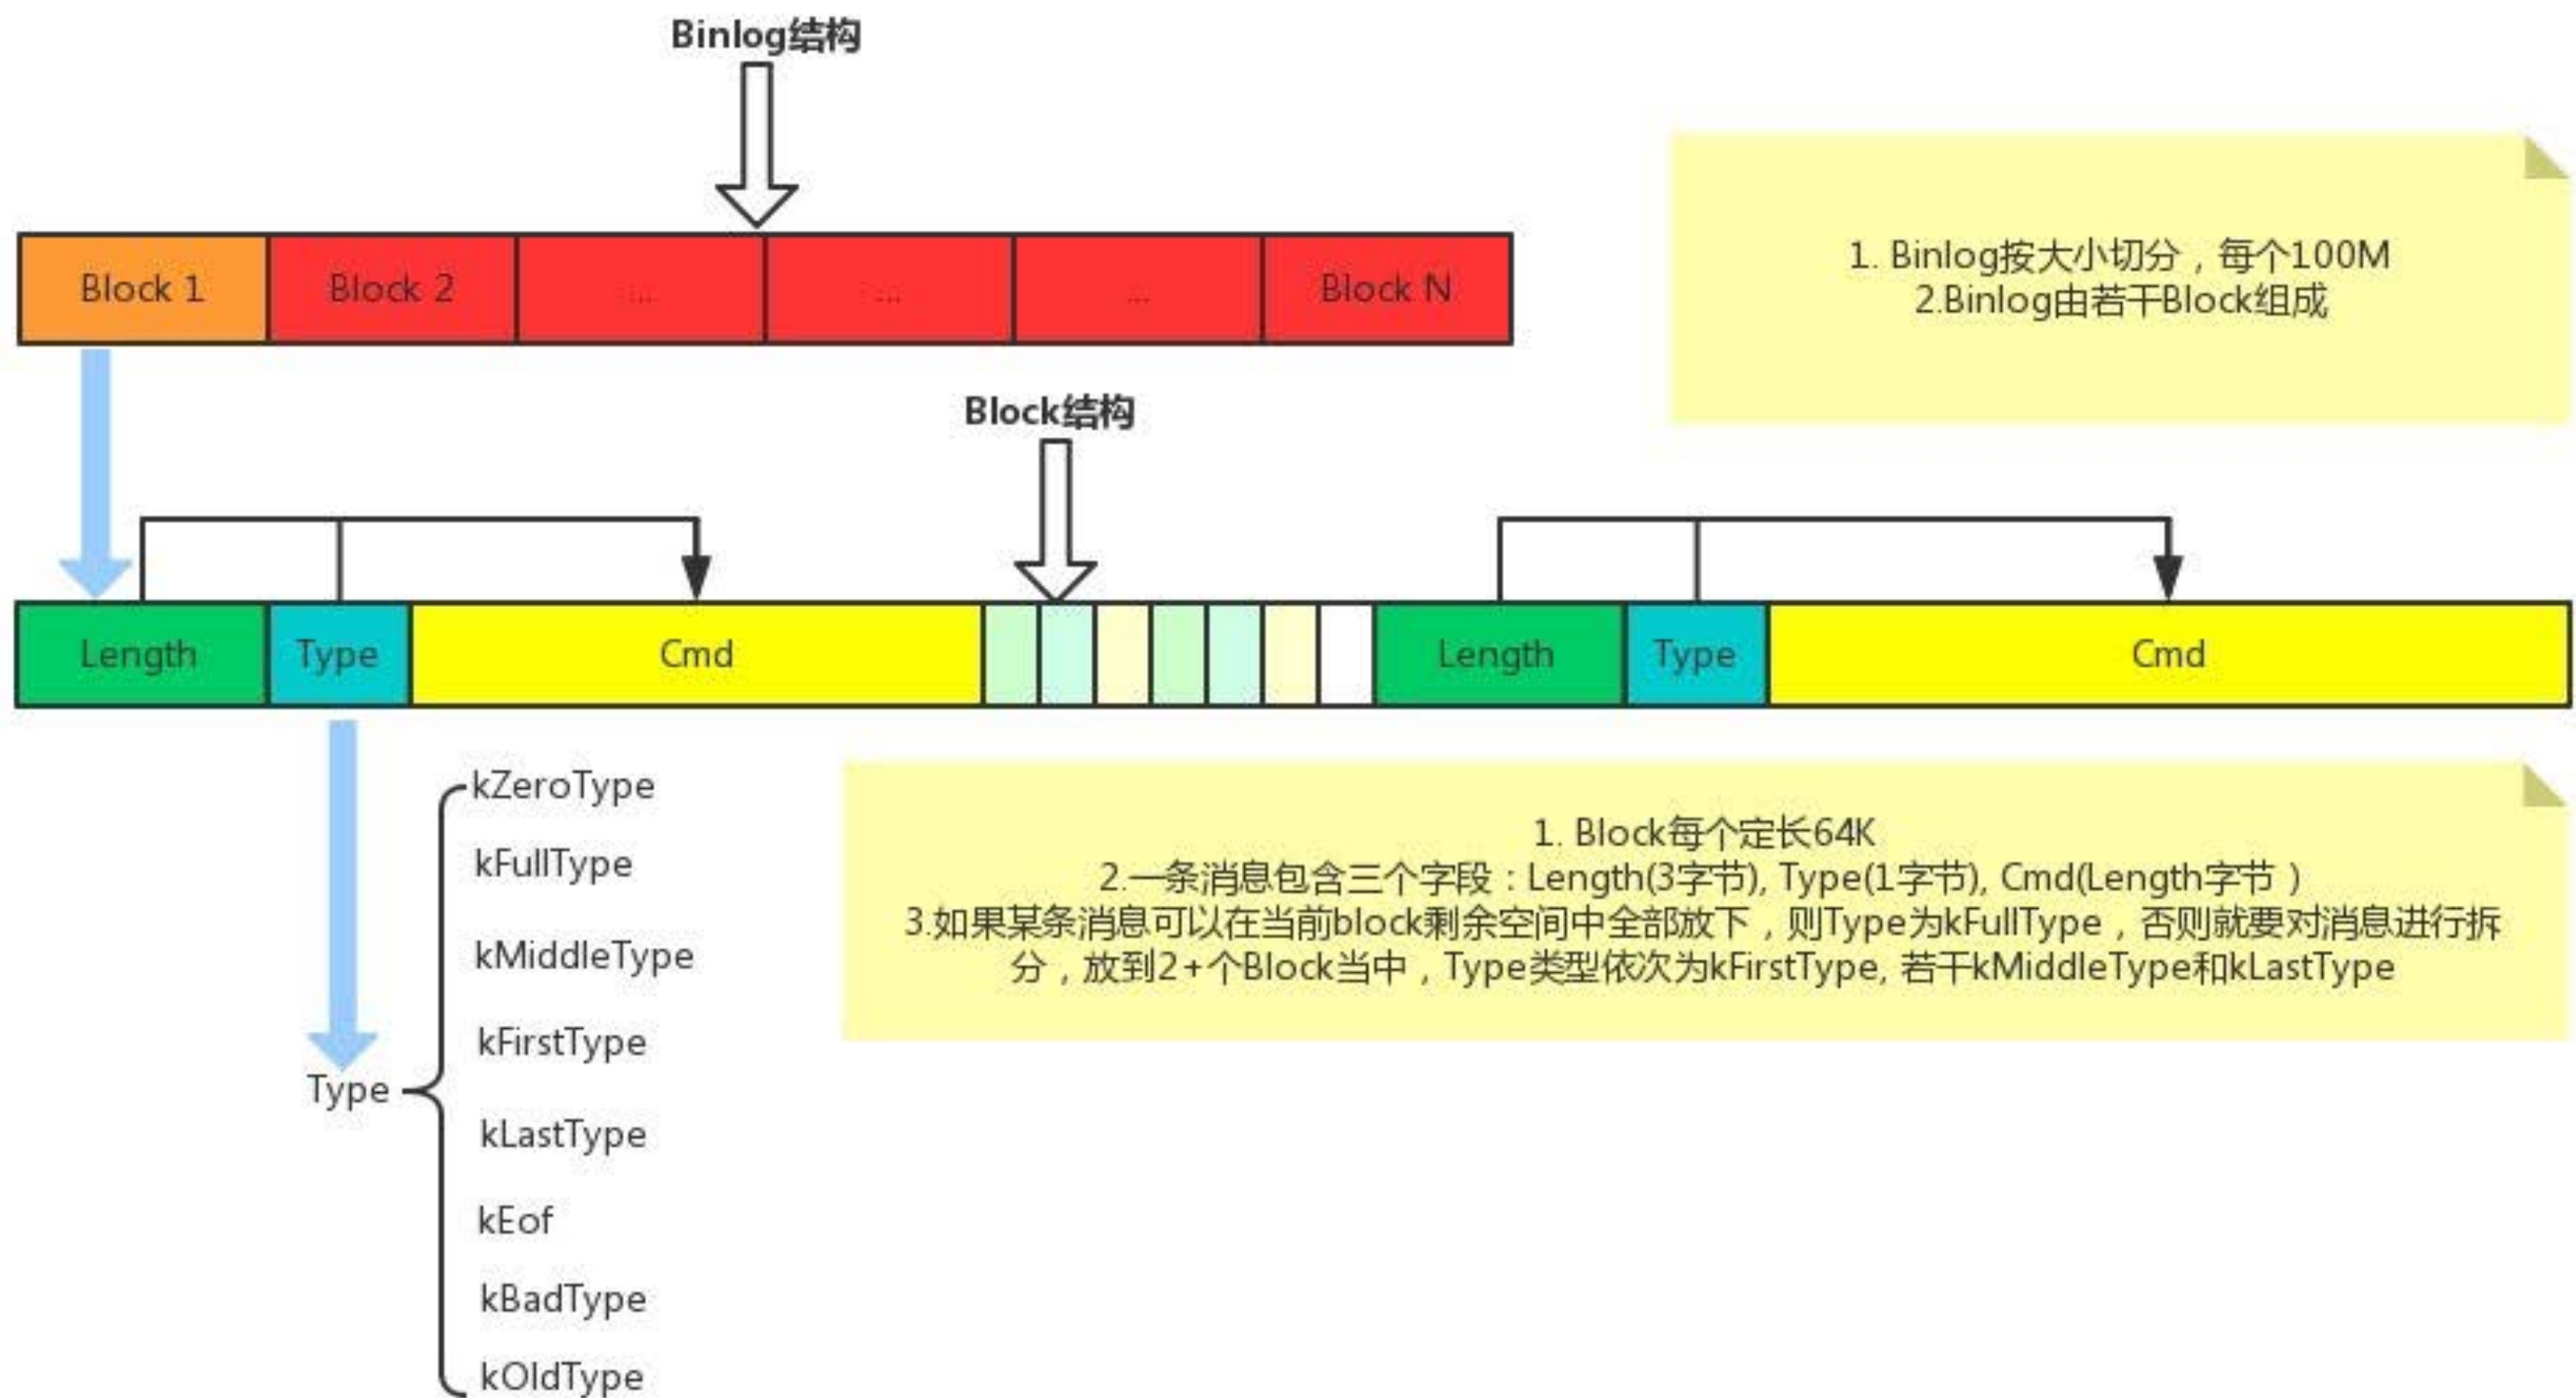 Binlog结构
Block 1
Block 2
...
...
...
Block N
1. Binlog按大小切分，每个100M
2.Binlog由若干Block组成
Block结构
Length
Type
Cmd
Length
Type
Cmd
kZeroType
kFullType
kMiddleType
kFirstType
Type
kLastType
kEof
kBadType
kOldType
1. Block每个定长64K
2.一条消息包含三个字段：Length(3字节), Type(1字节), Cmd(Length字节）
3.如果某条消息可以在当前block剩余空间中全部放下，则Type为kFullType，否则就要对消息进行拆
分，放到2+个Block当中，Type类型依次为kFirstType, 若干kMiddleType和kLastType